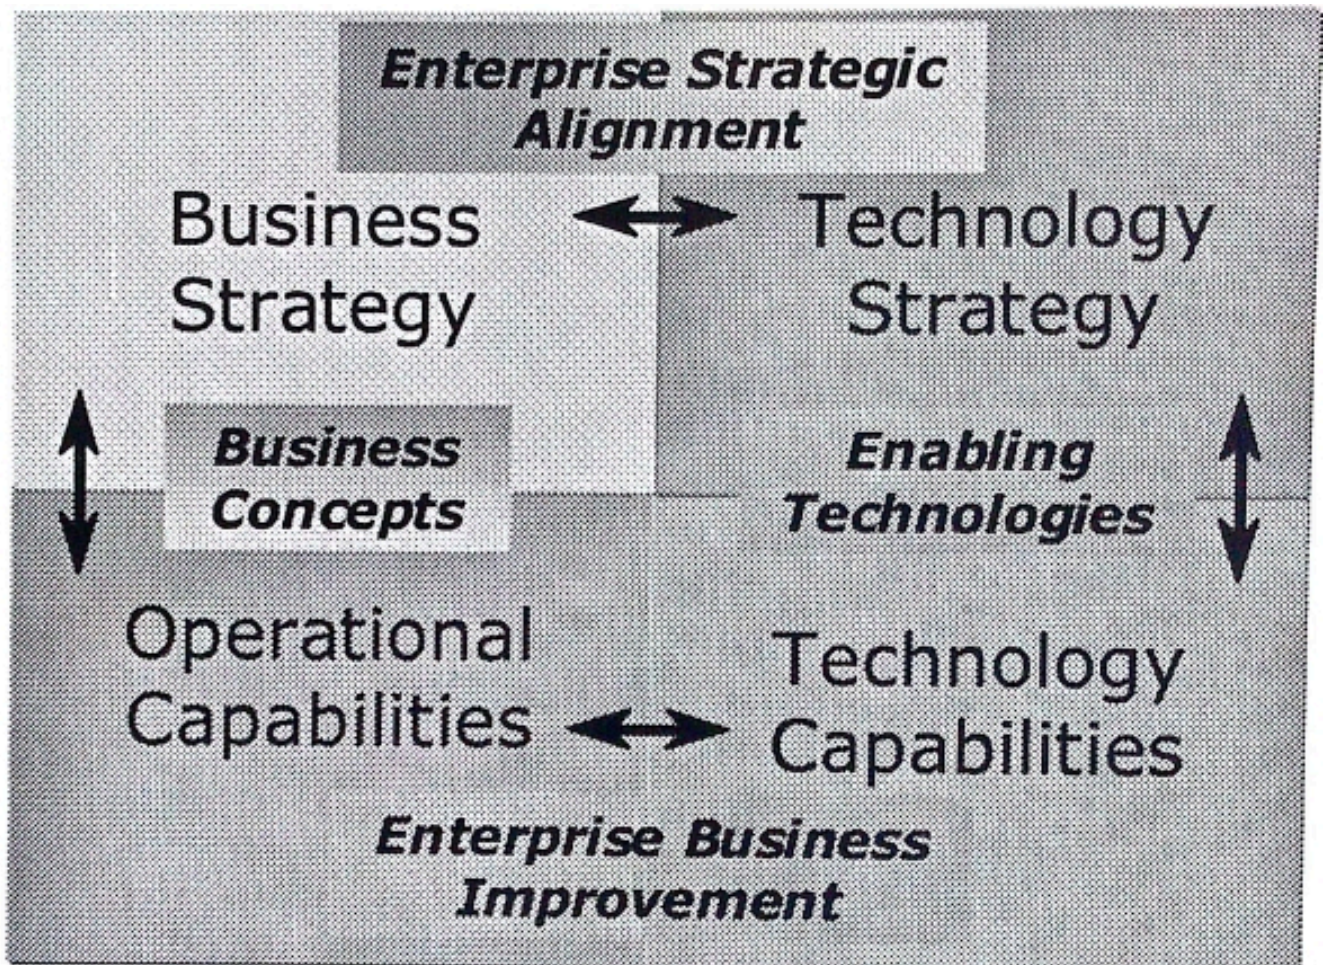 Enterprise Strategic
Alignment
Business
Strategy
Technology
Strategy
Business
Concepts
Enabling
Technologies
Operational
Capabilities
Technology
Capabilities
Enterprise Business
Improvement